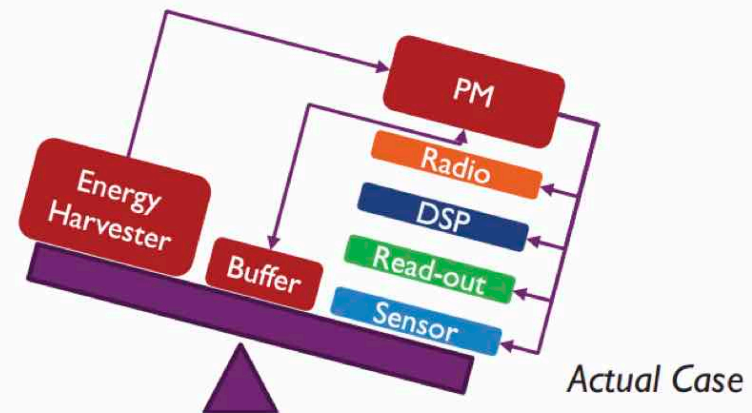 PM
Energy
Harvester
Buffer
Radio
DSP
Read-out
Sensor
Actual Case